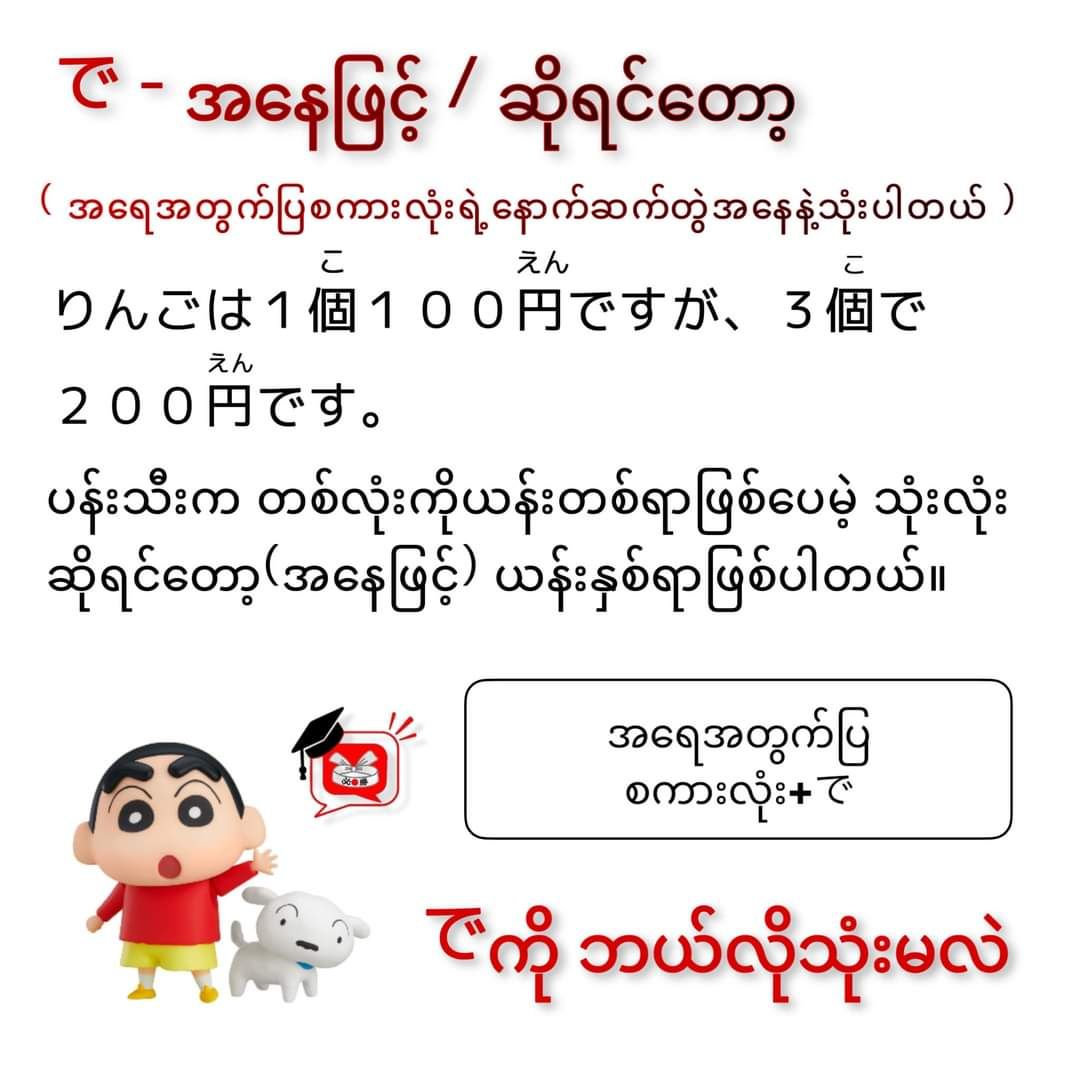 で - အနေဖြင့် / ဆိုရင်တော့
( အရေအတွက်ပြစကားလုံးရဲ့နောက်ဆက်တွဲအနေနဲ့သုံးပါတယ် )
こ えん こ
りんごは１個１００円ですが、３個で
えん
２００円です。
ပန်းသီးက တစ်လုံးကိုယန်းတစ်ရာဖြစ်ပေမဲ့ သုံးလုံး
ဆိုရင်တော့(အနေဖြင့်) ယန်းနှစ်ရာဖြစ်ပါတယ်။
အရေအတွက်ပြ
စကားလုံး+で
必勝
でကို ဘယ်လိုသုံးမလဲ